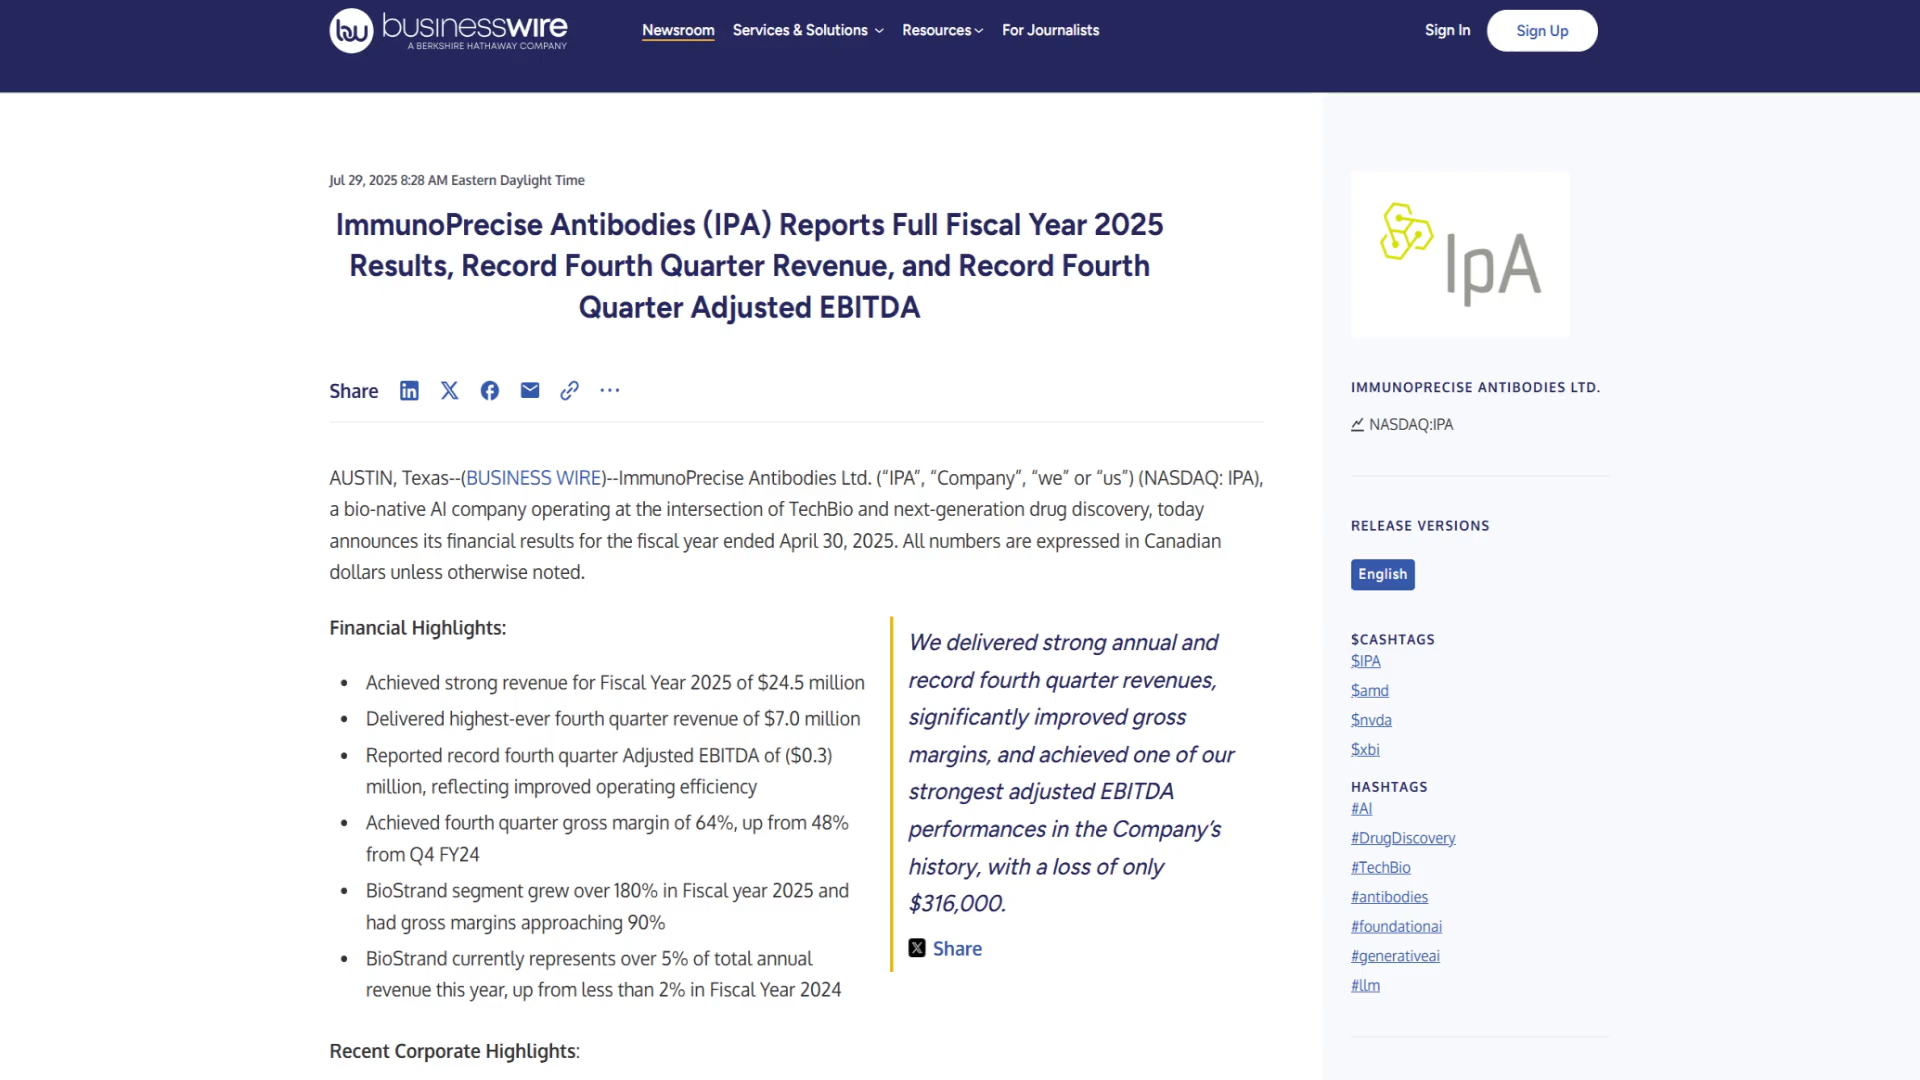 businesswire
A BERKSHIRE HATHAWAY COMPANY
Newsroom
Services & Solutions
Resources
For Journalists
Sign In
Sign Up
Jul 29, 2025 8:28 AM Eastern Daylight Time
ImmunoPrecise Antibodies (IPA) Reports Full Fiscal Year 2025
Results, Record Fourth Quarter Revenue, and Record Fourth
Quarter Adjusted EBITDA
Share
AUSTIN, Texas--(BUSINESS WIRE)--ImmunoPrecise Antibodies Ltd. (“IPA”, “Company”, “we” or “us”) (NASDAQ: IPA),
a bio-native AI company operating at the intersection of TechBio and next-generation drug discovery, today
announces its financial results for the fiscal year ended April 30, 2025. All numbers are expressed in Canadian
dollars unless otherwise noted.
Financial Highlights:
• Achieved strong revenue for Fiscal Year 2025 of $24.5 million
• Delivered highest-ever fourth quarter revenue of $7.0 million
• Reported record fourth quarter Adjusted EBITDA of ($0.3)
million, reflecting improved operating efficiency
• Achieved fourth quarter gross margin of 64%, up from 48%
from Q4 FY24
• BioStrand segment grew over 180% in Fiscal year 2025 and
had gross margins approaching 90%
• BioStrand currently represents over 5% of total annual
revenue this year, up from less than 2% in Fiscal Year 2024
We delivered strong annual and
record fourth quarter revenues,
significantly improved gross
margins, and achieved one of our
strongest adjusted EBITDA
performances in the Company’s
history, with a loss of only
$316,000.
Share
Recent Corporate Highlights:
IpA
IMMUNOPRECISE ANTIBODIES LTD.
NASDAQ:IPA
RELEASE VERSIONS
English
$CASHTAGS
$IPA
$amd
$nvda
$xbi
HASHTAGS
#AI
#DrugDiscovery
#TechBio
#antibodies
#foundationai
#generativeai
#llm